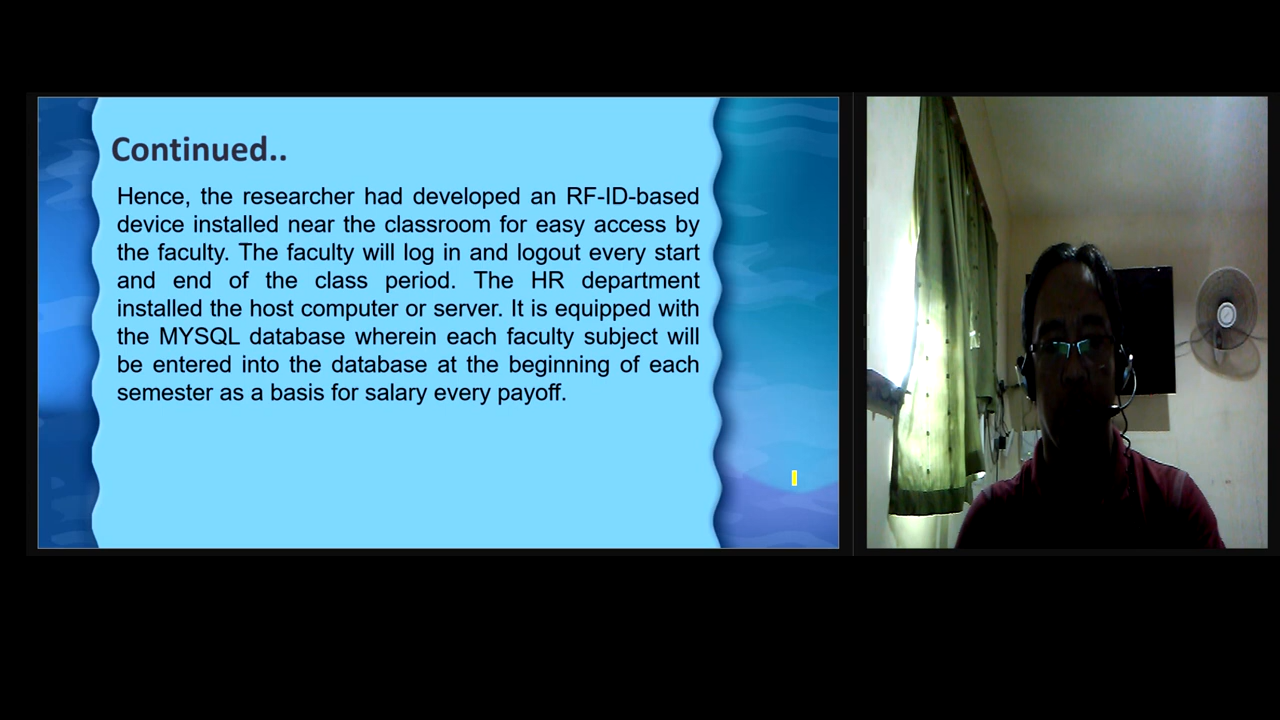 Continued..
Hence, the researcher had developed an RF-ID-based
device installed near the classroom for easy access by
the faculty. The faculty will log in and logout every start
and end of the class period. The HR department
installed the host computer or server. It is equipped with
the MYSQL database wherein each faculty subject will
be entered into the database at the beginning of each
semester as a basis for salary every payoff.